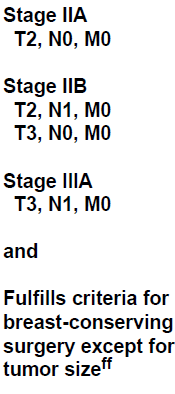 Stage IIA
T2, N0, M0
Stage IIB
T2, N1, M0
T3, N0, M0
Stage IIIA
T3, N1, M0
and
Fulfills criteria for
breast-conserving
surgery except for
tumor sizeff